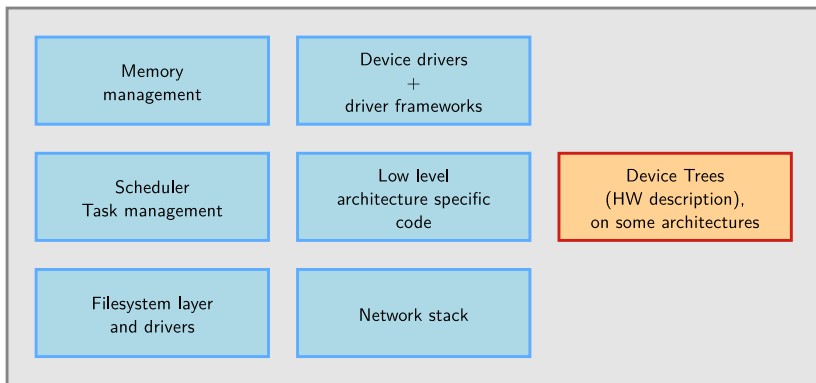 Memory
management
Device drivers
+
driver frameworks
Scheduler
Task management
Low level
architecture specific
code
Device Trees
(HW description),
on some architectures
Filesystem layer
and drivers
Network stack